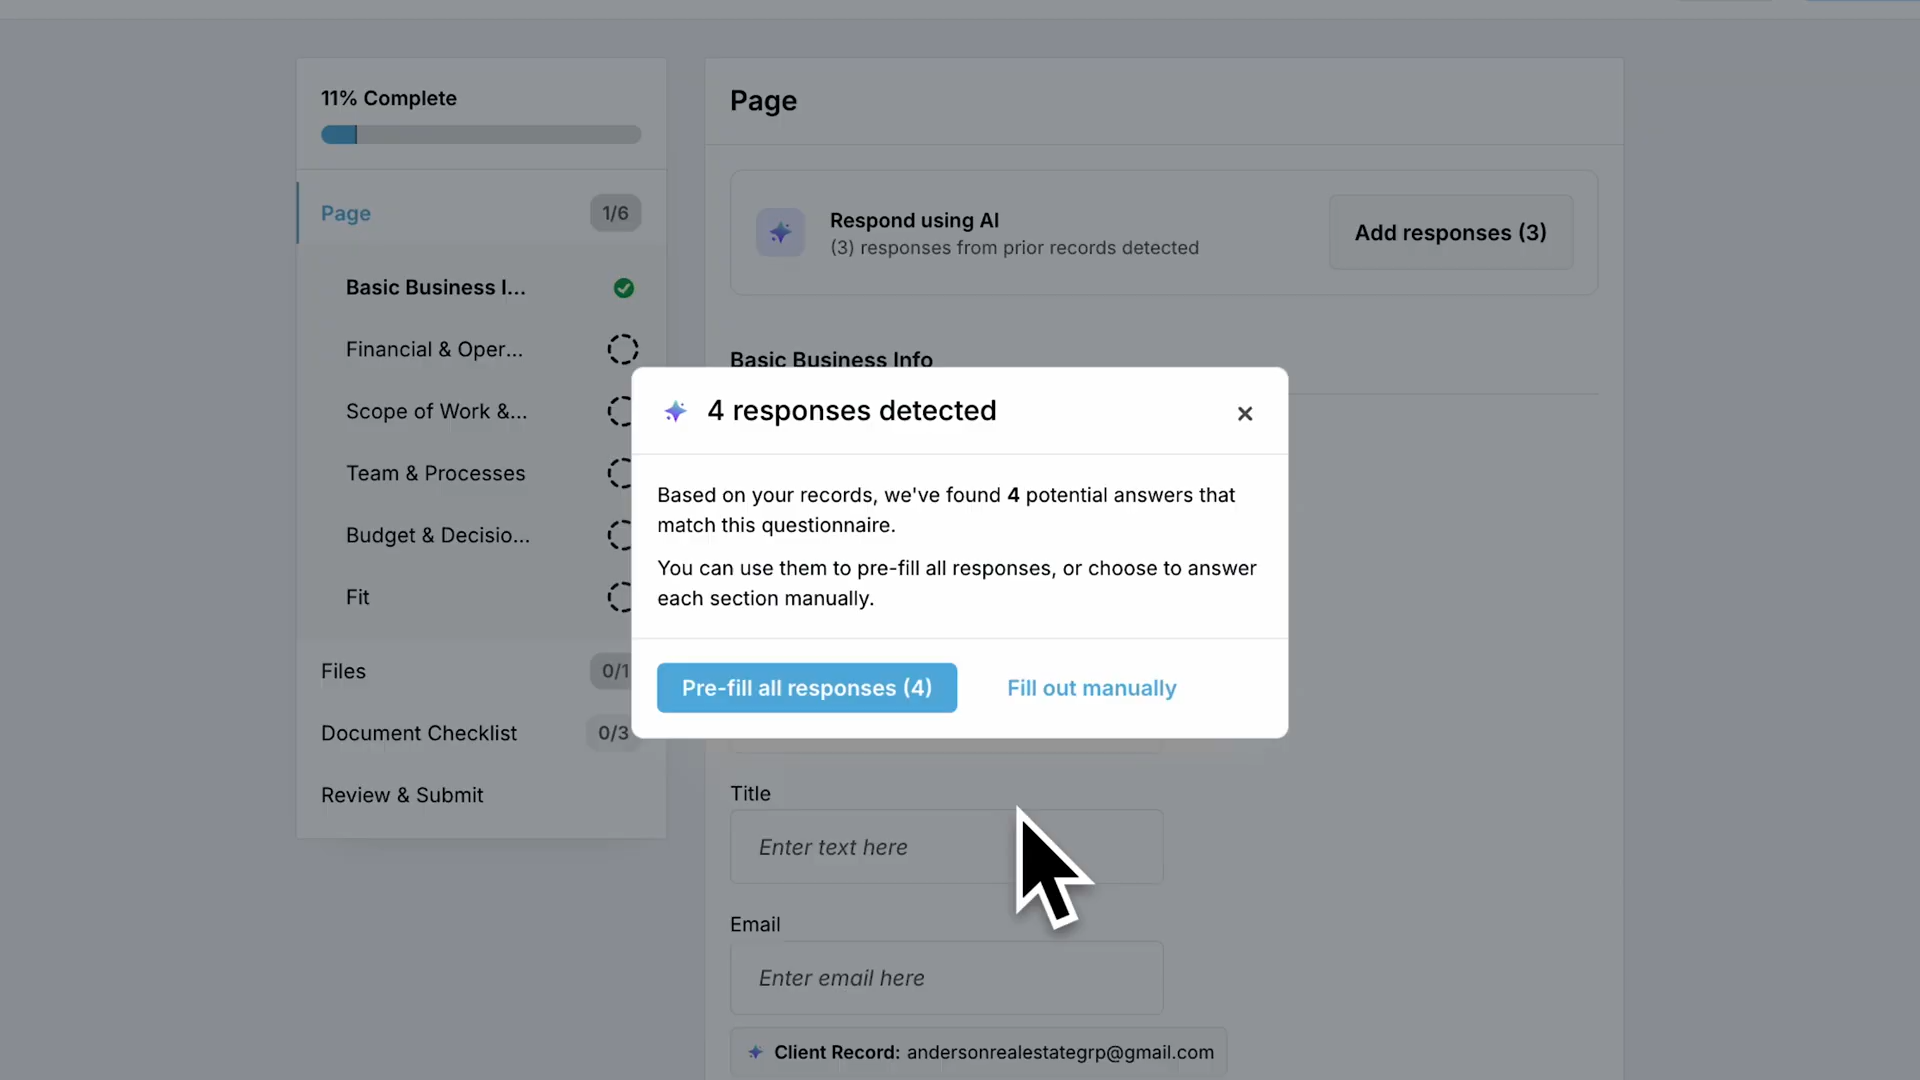 11% Complete
Page
1/6
Basic Business I...
Financial & Oper...
Scope of Work &...
Team & Processes
Budget & Decisio...
Fit
Files
0/1
Document Checklist
0/3
Review & Submit
Page
Respond using AI
(3) responses from prior records detected
Add responses (3)
Basic Business Info
4 responses detected
Based on your records, we've found 4 potential answers that
match this questionnaire.
You can use them to pre-fill all responses, or choose to answer
each section manually.
Pre-fill all responses (4)
Fill out manually
Title
Enter text here
Email
Enter email here
Client Record: andersonrealestategrp@gmail.com